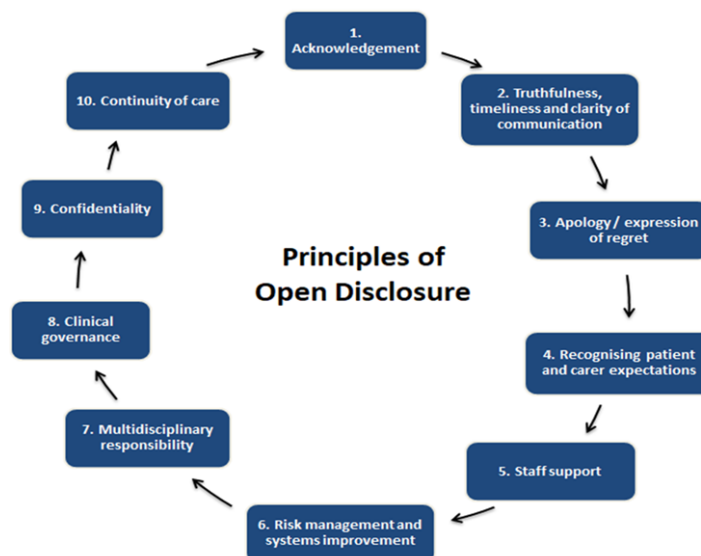 1.
Acknowledgement
2. Truthfulness,
timeliness and clarity of
communication
3. Apology / expression
of regret
4. Recognising patient
and carer expectations
5. Staff support
6. Risk management and
systems improvement
7. Multidisciplinary
responsibility
8. Clinical
governance
9. Confidentiality
10. Continuity of care
Principles of
Open Disclosure